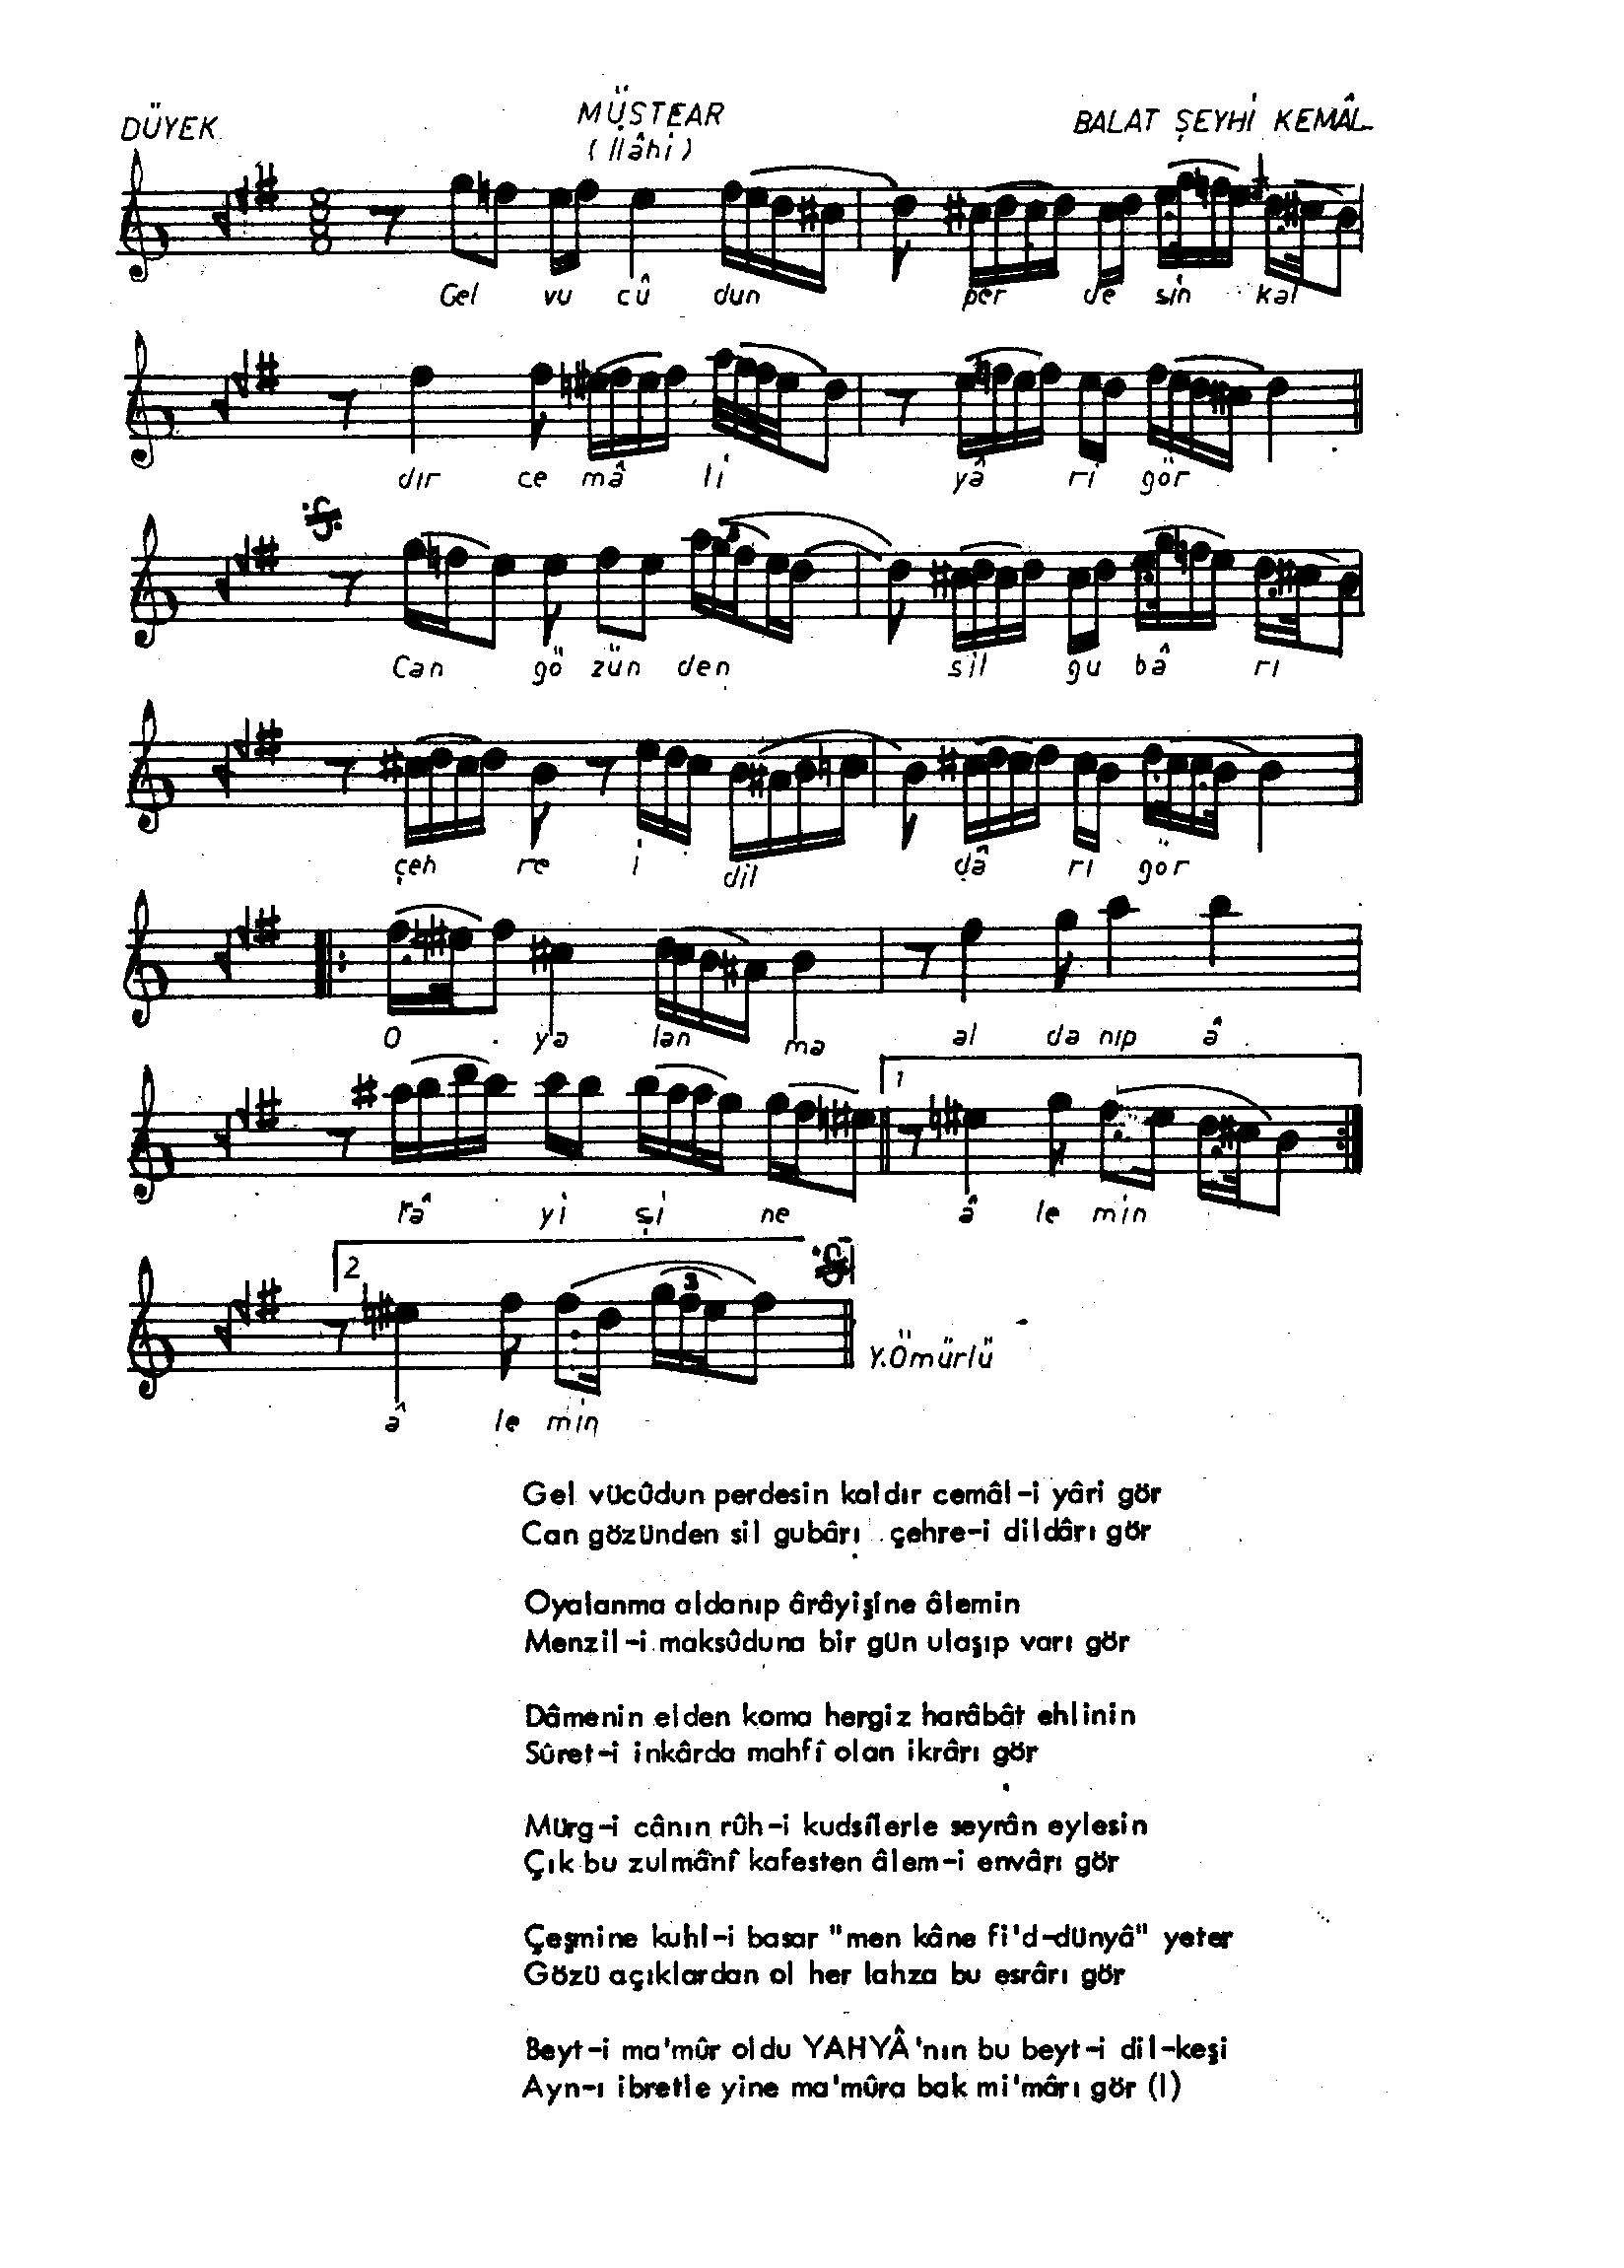 DÜYEK MÜSTEAR BALAT ŞEYHİ KEMÂL
(İlâhi)
8
8
Gel vu cû dun per de sin kal
dır ce mâ li yâ ri gör
3
Can gö zün den sil gu bâ rı
çeh re i dil dâ rı gör
O ya lan ma al da nıp â
1
râ yi şi ne â le min
2 3
Y.Ömürlü
â le min
Gel vücûdun perdesin kaldır cemâl-i yâri gör
Can gözünden sil gubârı çehre-i dildârı gör
Oyalanma aldanıp ârâyişine âlemin
Menzil-i maksûduna bir gün ulaşıp varı gör
Dâmenin elden koma hergiz harâbât ehlinin
Sûret-i inkârda mahfî olan ikrârı gör
Mürg-i cânın rûh-i kudsîlerle seyrân eylesin
Çık bu zulmânî kafesten âlem-i envârı gör
Çeşmine kuhl-i basar "men kâne fi'd-dünyâ" yeter
Gözü açıklardan ol her lahza bu esrârı gör
Beyt-i ma'mûr oldu YAHYÂ'nın bu beyt-i dil-keşi
Ayn-ı ibretle yine ma'mûra bak mi'mârı gör (I)